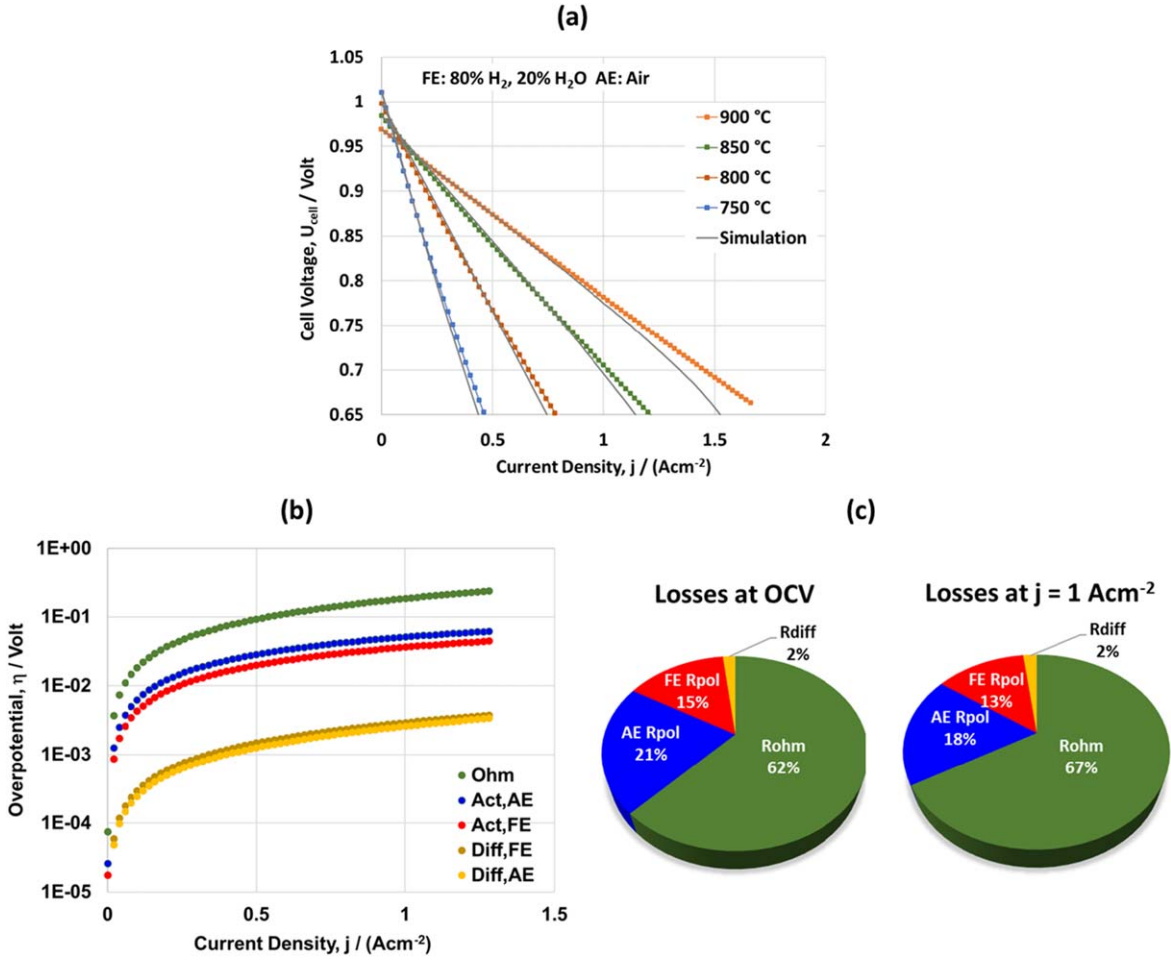 (a)
1.05
1
0.95
0.9
0.85
0.8
0.75
0.7
0.65
Cell Voltage, U_cell / Volt
FE: 80% H₂, 20% H₂O AE: Air
900 °C
850 °C
800 °C
750 °C
Simulation
0 0.5 1 1.5 2
Current Density, j / (Acm⁻²)
(b)
1E+00
1E-01
1E-02
1E-03
1E-04
1E-05
Overpotential, η / Volt
Ohm
Act,AE
Act,FE
Diff,FE
Diff,AE
0 0.5 1 1.5
Current Density, j / (Acm⁻²)
(c)
Losses at OCV
Rdiff
2%
FE Rpol
15%
AE Rpol
21%
Rohm
62%
Losses at j = 1 Acm⁻²
Rdiff
2%
FE Rpol
13%
AE Rpol
18%
Rohm
67%